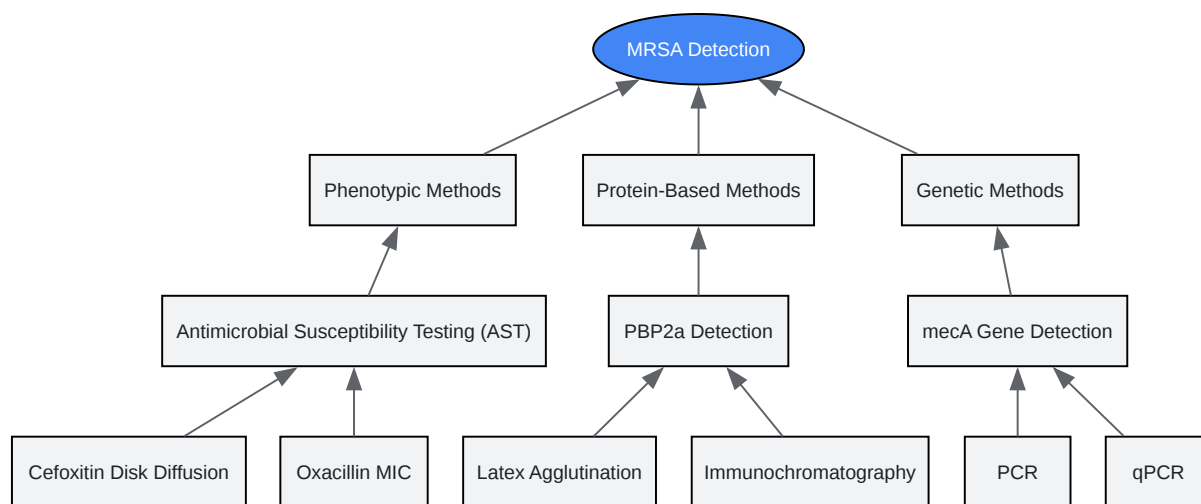 MRSA Detection
Phenotypic Methods
Protein-Based Methods
Genetic Methods
Antimicrobial Susceptibility Testing (AST)
PBP2a Detection
mecA Gene Detection
Cefoxitin Disk Diffusion
Oxacillin MIC
Latex Agglutination
Immunochromatography
PCR
qPCR